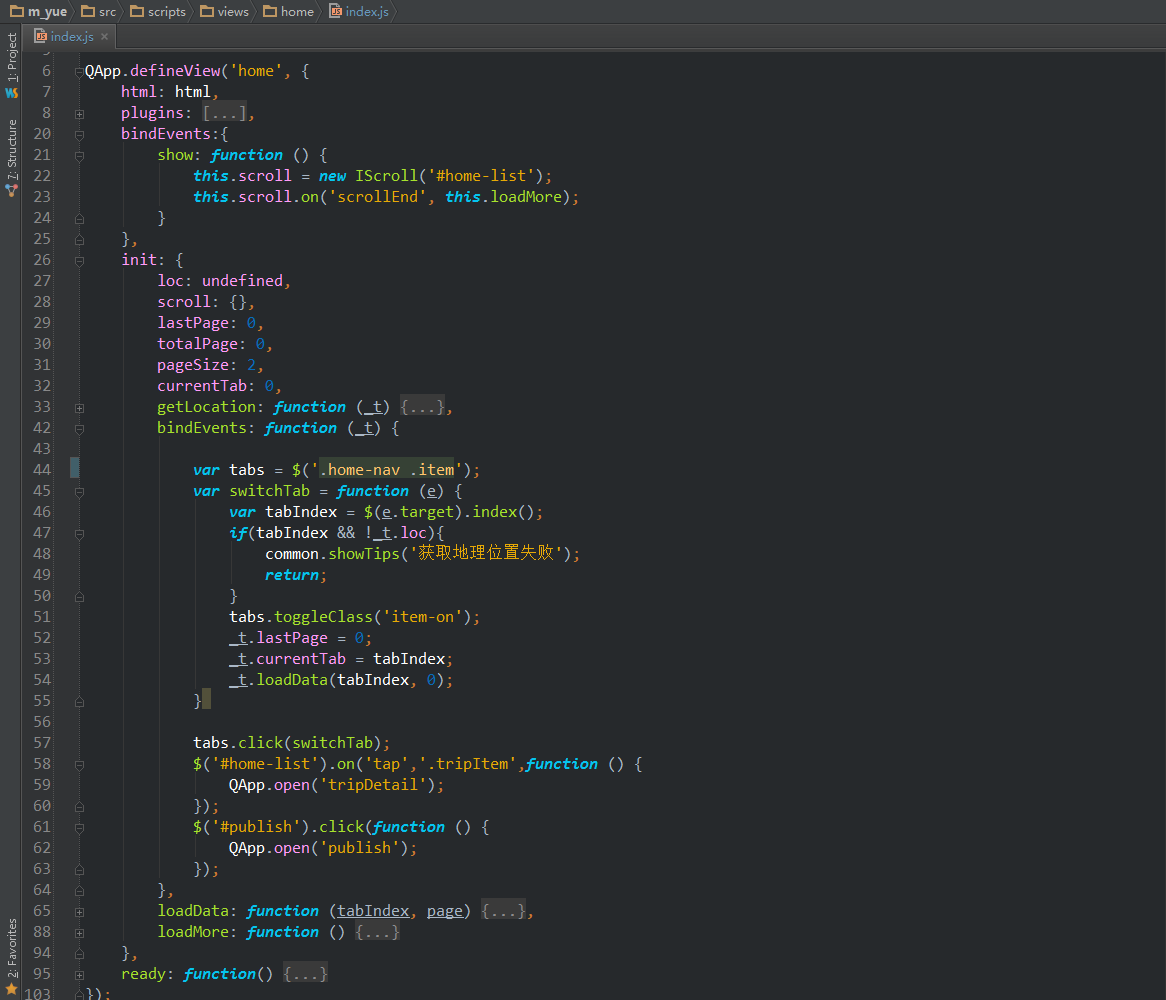 m_yue src scripts views home index.js
index.js ×
1: Project
7: Structure
2: Favorites
6 QApp.defineView('home', {
7 html: html,
8 plugins: [...],
20 bindEvents:{
21 show: function () {
22 this.scroll = new IScroll('#home-list');
23 this.scroll.on('scrollEnd', this.loadMore);
24 }
25 },
26 init: {
27 loc: undefined,
28 scroll: {},
29 lastPage: 0,
30 totalPage: 0,
31 pageSize: 2,
32 currentTab: 0,
33 getLocation: function (_t) {...},
42 bindEvents: function (_t) {
43
44 var tabs = $('.home-nav .item');
45 var switchTab = function (e) {
46 var tabIndex = $(e.target).index();
47 if(tabIndex && !_t.loc){
48 common.showTips('获取地理位置失败');
49 return;
50 }
51 tabs.toggleClass('item-on');
52 _t.lastPage = 0;
53 _t.currentTab = tabIndex;
54 _t.loadData(tabIndex, 0);
55 }
56
57 tabs.click(switchTab);
58 $('#home-list').on('tap','.tripItem',function () {
59 QApp.open('tripDetail');
60 });
61 $('#publish').click(function () {
62 QApp.open('publish');
63 });
64 },
65 loadData: function (tabIndex, page) {...},
88 loadMore: function () {...}
94 },
95 ready: function() {...}
103 });